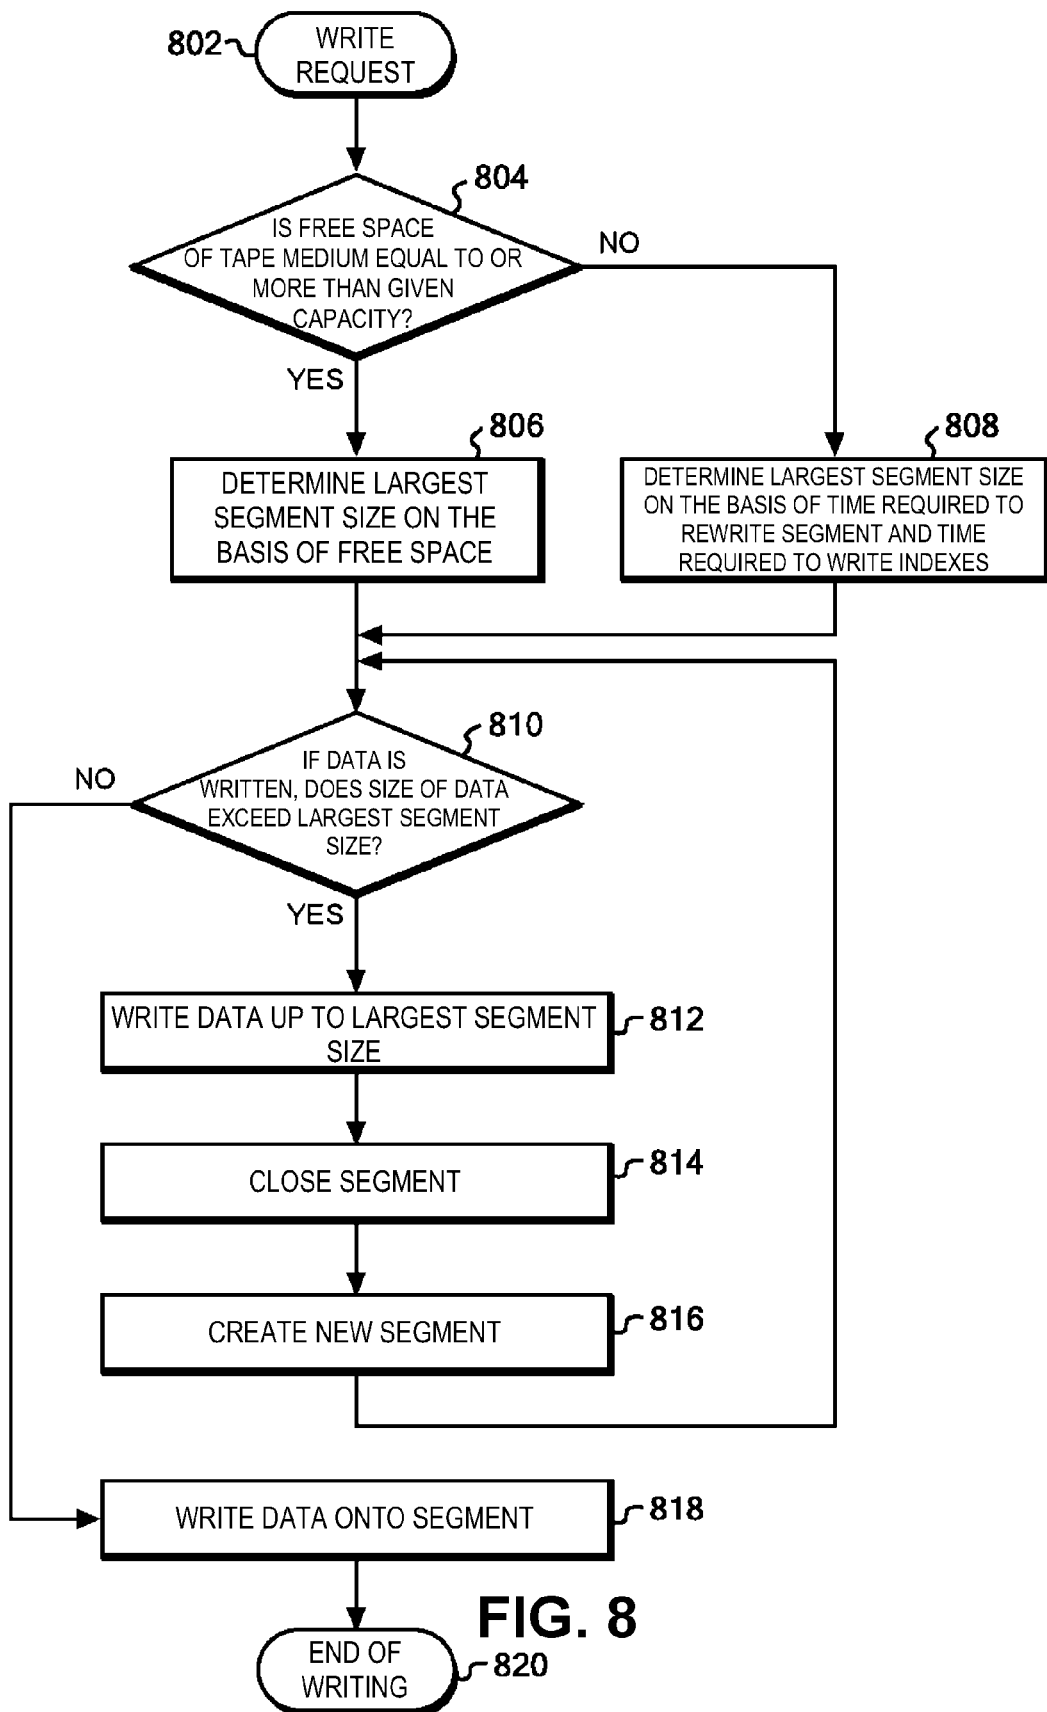 802
WRITE
REQUEST
804
IS FREE SPACE
OF TAPE MEDIUM EQUAL TO OR
MORE THAN GIVEN
CAPACITY?
NO
YES
806
DETERMINE LARGEST
SEGMENT SIZE ON THE
BASIS OF FREE SPACE
808
DETERMINE LARGEST SEGMENT SIZE
ON THE BASIS OF TIME REQUIRED TO
REWRITE SEGMENT AND TIME
REQUIRED TO WRITE INDEXES
810
IF DATA IS
WRITTEN, DOES SIZE OF DATA
EXCEED LARGEST SEGMENT
SIZE?
NO
YES
WRITE DATA UP TO LARGEST SEGMENT
SIZE
812
CLOSE SEGMENT
814
CREATE NEW SEGMENT
816
WRITE DATA ONTO SEGMENT
818
FIG. 8
END OF
WRITING
820